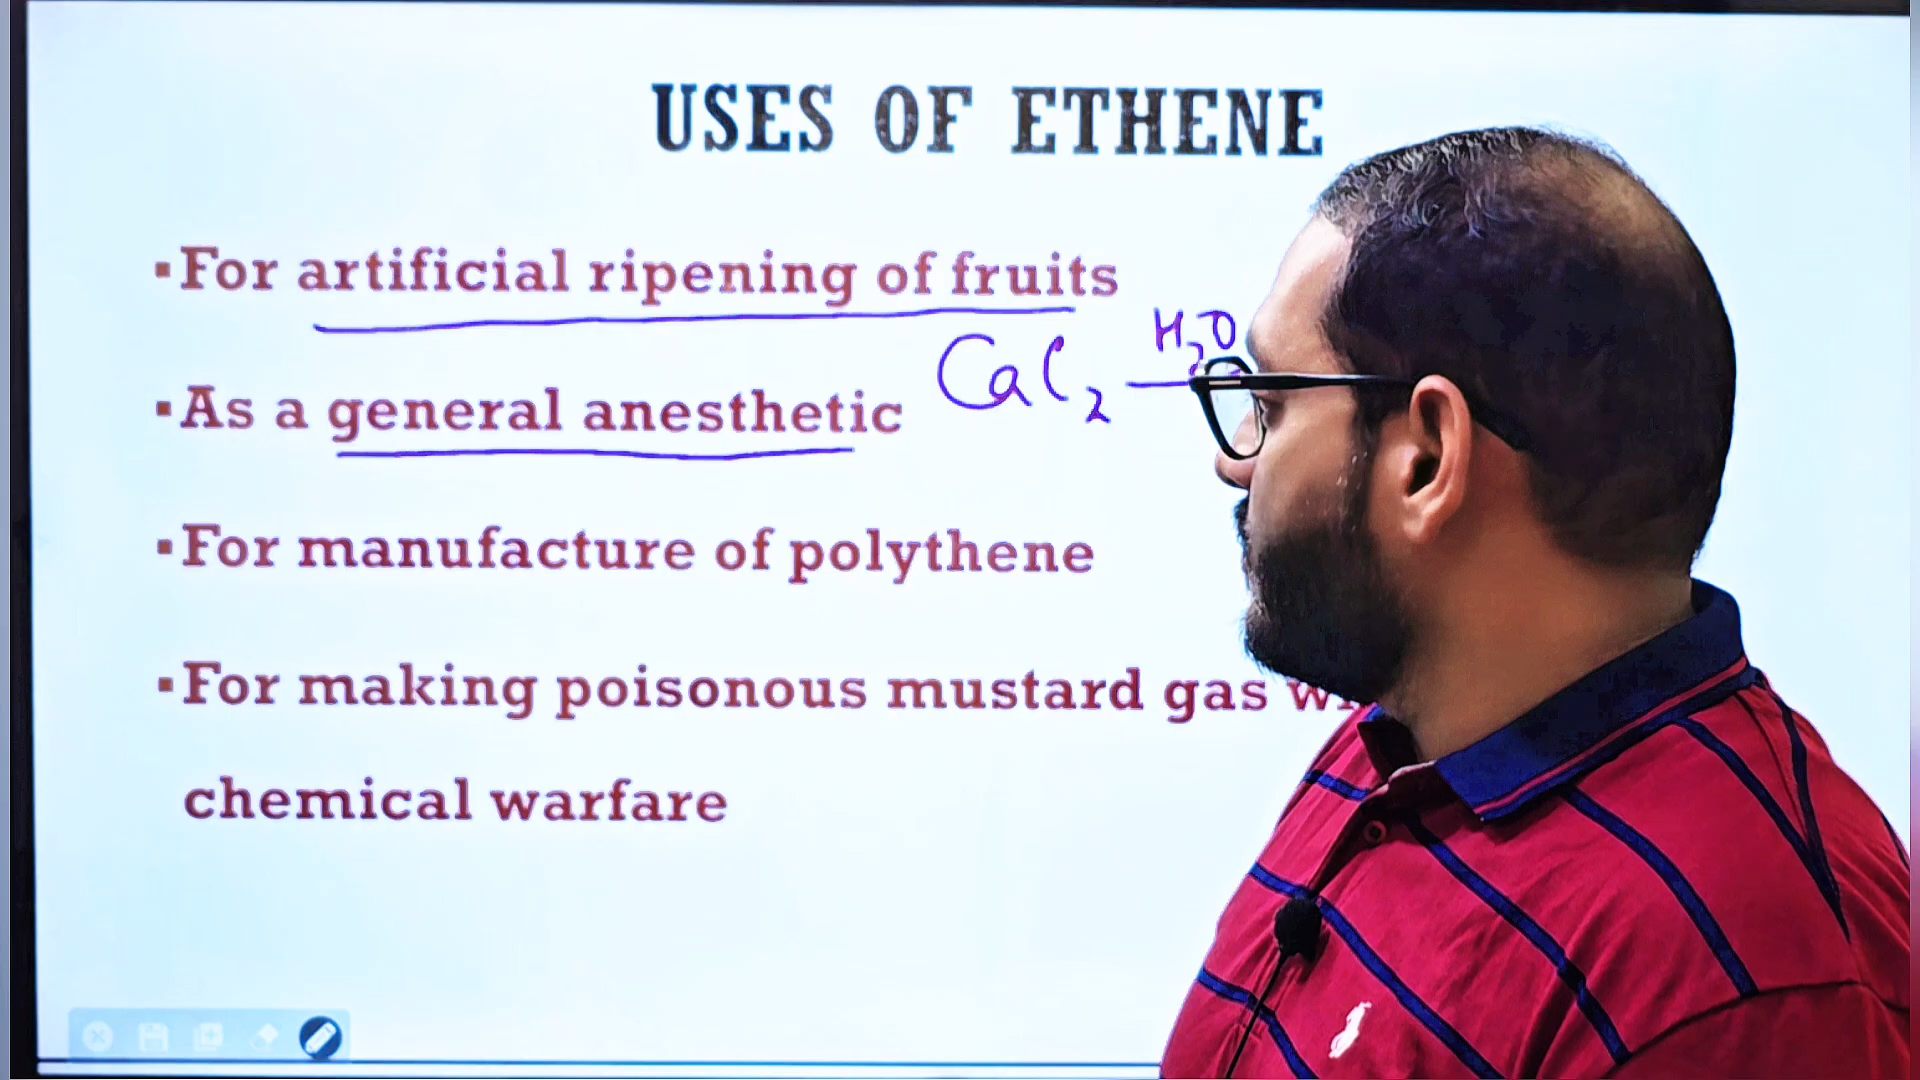 USES OF ETHENE
▪For artificial ripening of fruits
H₂O
CaC₂
▪As a general anesthetic
▪For manufacture of polythene
▪For making poisonous mustard gas
chemical warfare